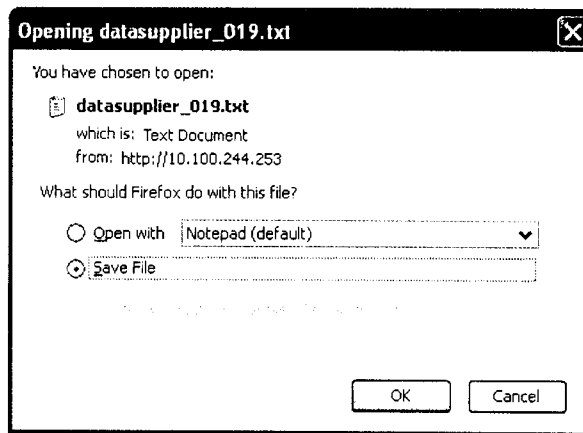 Opening datasupplier_019.txt
You have chosen to open:
datasupplier_019.txt
which is: Text Document
from: http://10.100.244.253
What should Firefox do with this file?
Open with Notepad (default)
Save File
OK Cancel